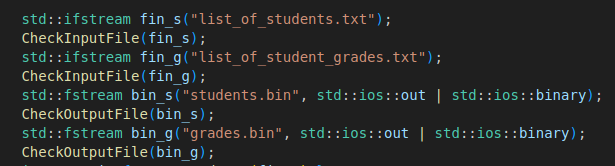 std::ifstream fin_s("list_of_students.txt");
CheckInputFile(fin_s);
std::ifstream fin_g("list_of_student_grades.txt");
CheckInputFile(fin_g);
std::fstream bin_s("students.bin", std::ios::out | std::ios::binary);
CheckOutputFile(bin_s);
std::fstream bin_g("grades.bin", std::ios::out | std::ios::binary);
CheckOutputFile(bin_g);